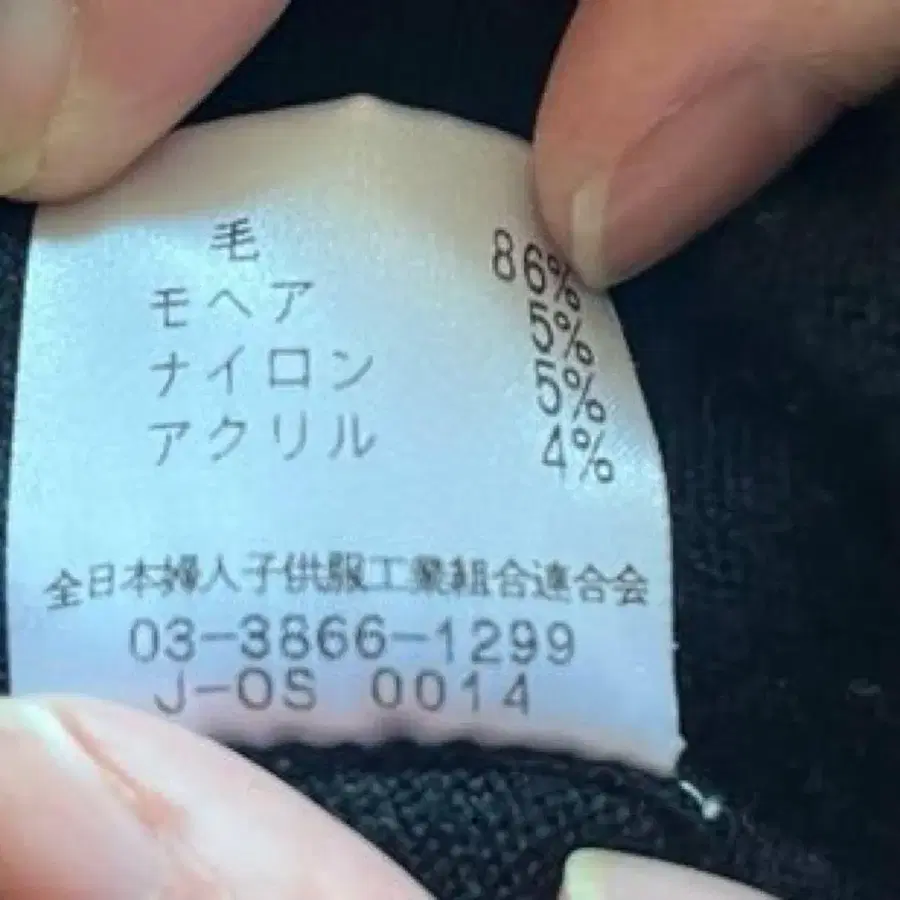 毛 86%
モヘア 5%
ナイロン 5%
アクリル 4%
全日本婦人子供服工業組合連合会
03-3866-1299
J-OS 0014